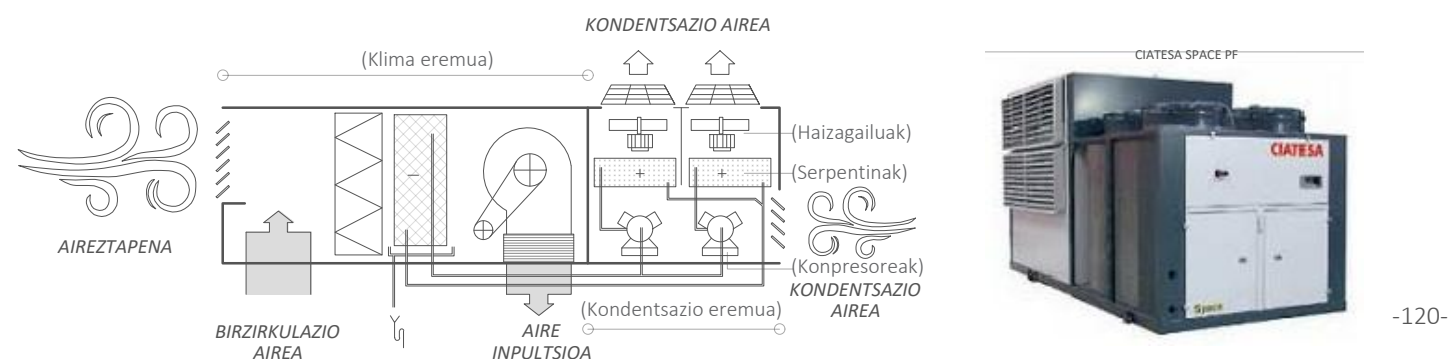 KONDENTSAZIO AIREA
(Klima eremua)
CIATESA SPACE PF
(Haizagailuak)
CIATESA
(Serpentinak)
AIREZTAPENA
(Konpresoreak)
KONDENTSAZIO
AIREA
(Kondentsazio eremua)
BIRZIRKULAZIO
AIREA
AIRE
INPULTSIOA
Space
-120-